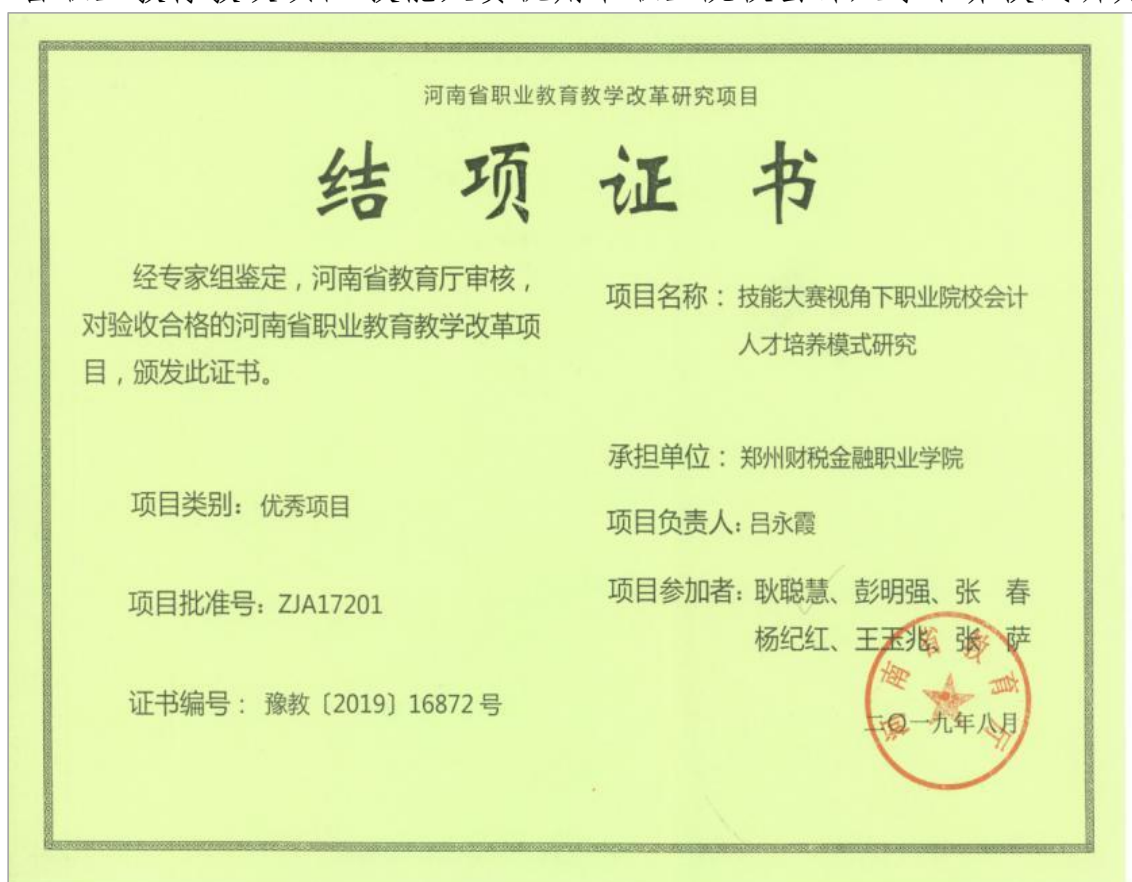 河南省职业教育教学改革研究项目
结项证书
经专家组鉴定，河南省教育厅审核，
对验收合格的河南省职业教育教学改革项
目，颁发此证书。
项目类别：优秀项目
项目批准号：ZJA17201
证书编号：豫教〔2019〕16872号
项目名称：技能大赛视角下职业院校会计
人才培养模式研究
承担单位：郑州财税金融职业学院
项目负责人：吕永霞
项目参加者：耿聪慧、彭明强、张　春
杨纪红、王玉兆、张　萨
河南省教育厅
二〇一九年八月